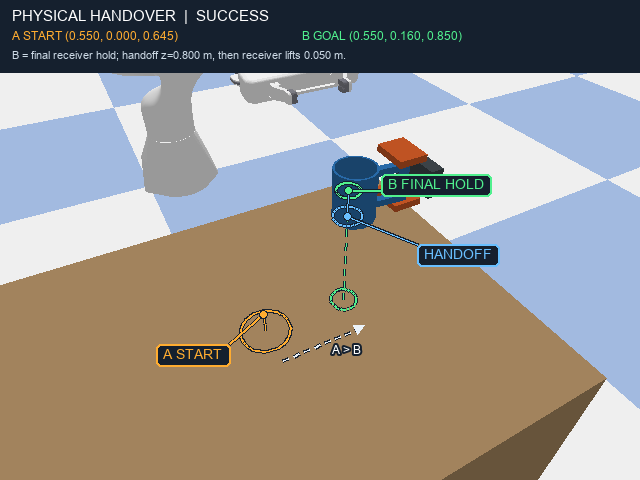 PHYSICAL HANDOVER | SUCCESS
A START (0.550, 0.000, 0.645)
B GOAL (0.550, 0.160, 0.850)
B = final receiver hold; handoff z=0.800 m, then receiver lifts 0.050 m.
B FINAL HOLD
HANDOFF
A START
A>B